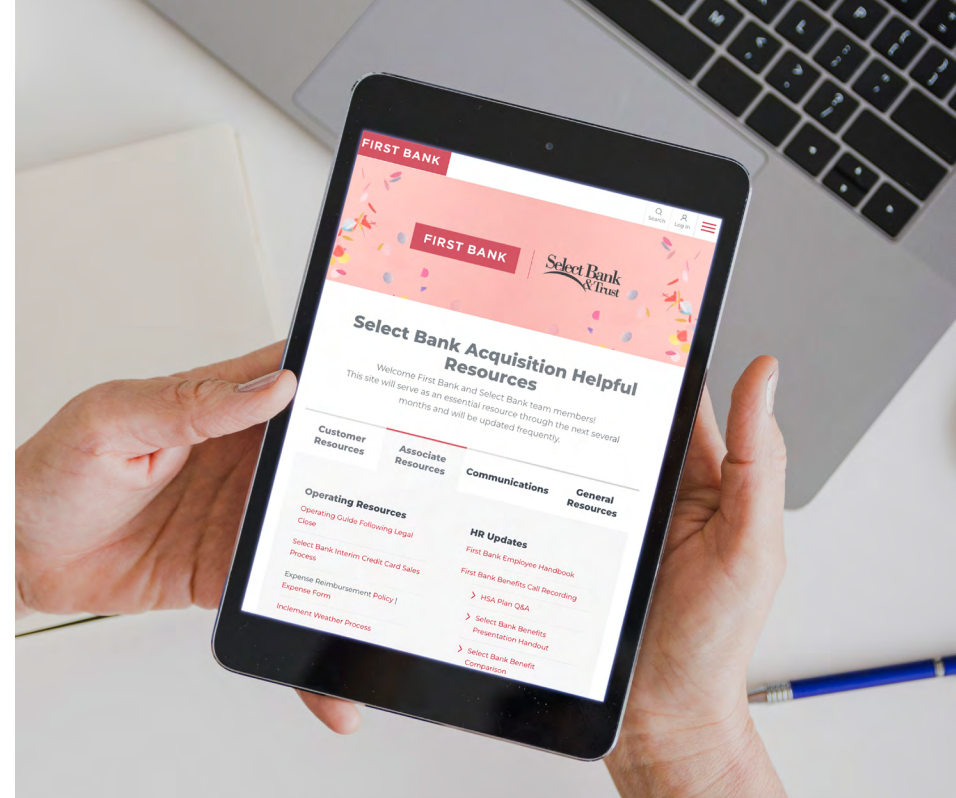 FIRST BANK
Search
Log In
FIRST BANK
Select Bank
& Trust
Select Bank Acquisition Helpful
Resources
Welcome First Bank and Select Bank team members!
This site will serve as an essential resource through the next several
months and will be updated frequently.
Customer
Resources
Associate
Resources
Communications
General
Resources
Operating Resources
Operating Guide Following Legal
Close
Select Bank Interim Credit Card Sales
Process
Expense Reimbursement Policy |
Expense Form
Inclement Weather Process
HR Updates
First Bank Employee Handbook
First Bank Benefits Call Recording
HSA Plan Q&A
Select Bank Benefits
Presentation Handout
Select Bank Benefit
Comparison